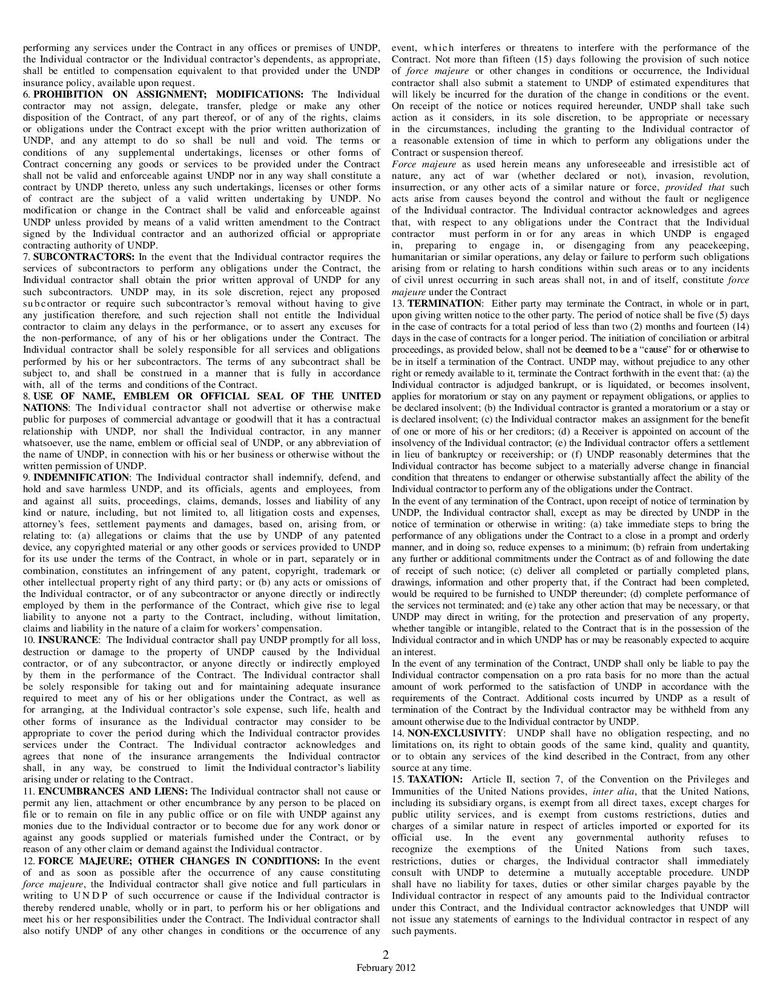 performing any services under the Contract in any offices or premises of UNDP,
the Individual contractor or the Individual contractor's dependents, as appropriate,
shall be entitled to compensation equivalent to that provided under the UNDP
insurance policy, available upon request.
6. PROHIBITION ON ASSIGNMENT; MODIFICATIONS: The Individual
contractor may not assign, delegate, transfer, pledge or make any other
disposition of the Contract, of any part thereof, or of any of the rights, claims
or obligations under the Contract except with the prior written authorization of
UNDP, and any attempt to do so shall be null and void. The terms or
conditions of any supplemental undertakings, licenses or other forms of
Contract concerning any goods or services to be provided under the Contract
shall not be valid and enforceable against UNDP nor in any way shall constitute a
contract by UNDP thereto, unless any such undertakings, licenses or other forms
of contract are the subject of a valid written undertaking by UNDP. No
modification or change in the Contract shall be valid and enforceable against
UNDP unless provided by means of a valid written amendment to the Contract
signed by the Individual contractor and an authorized official or appropriate
contracting authority of UNDP.
7. SUBCONTRACTORS: In the event that the Individual contractor requires the
services of subcontractors to perform any obligations under the Contract, the
Individual contractor shall obtain the prior written approval of UNDP for any
such subcontractors. UNDP may, in its sole discretion, reject any proposed
subcontractor or require such subcontractor's removal without having to give
any justification therefore, and such rejection shall not entitle the Individual
contractor to claim any delays in the performance, or to assert any excuses for
the non-performance, of any of his or her obligations under the Contract. The
Individual contractor shall be solely responsible for all services and obligations
performed by his or her subcontractors. The terms of any subcontract shall be
subject to, and shall be construed in a manner that is fully in accordance
with, all of the terms and conditions of the Contract.
8. USE OF NAME, EMBLEM OR OFFICIAL SEAL OF THE UNITED
NATIONS: The Individual contractor shall not advertise or otherwise make
public for purposes of commercial advantage or goodwill that it has a contractual
relationship with UNDP, nor shall the Individual contractor, in any manner
whatsoever, use the name, emblem or official seal of UNDP, or any abbreviation of
the name of UNDP, in connection with his or her business or otherwise without the
written permission of UNDP.
9. INDEMNIFICATION: The Individual contractor shall indemnify, defend, and
hold and save harmless UNDP, and its officials, agents and employees, from
and against all suits, proceedings, claims, demands, losses and liability of any
kind or nature, including, but not limited to, all litigation costs and expenses,
attorney's fees, settlement payments and damages, based on, arising from, or
relating to: (a) allegations or claims that the use by UNDP of any patented
device, any copyrighted material or any other goods or services provided to UNDP
for its use under the terms of the Contract, in whole or in part, separately or in
combination, constitutes an infringement of any patent, copyright, trademark or
other intellectual property right of any third party; or (b) any acts or omissions of
the Individual contractor, or of any subcontractor or anyone directly or indirectly
employed by them in the performance of the Contract, which give rise to legal
liability to anyone not a party to the Contract, including, without limitation,
claims and liability in the nature of a claim for workers' compensation.
10. INSURANCE: The Individual contractor shall pay UNDP promptly for all loss,
destruction or damage to the property of UNDP caused by the Individual
contractor, or of any subcontractor, or anyone directly or indirectly employed
by them in the performance of the Contract. The Individual contractor shall
be solely responsible for taking out and for maintaining adequate insurance
required to meet any of his or her obligations under the Contract, as well as
for arranging, at the Individual contractor's sole expense, such life, health and
other forms of insurance as the Individual contractor may consider to be
appropriate to cover the period during which the Individual contractor provides
services under the Contract. The Individual contractor acknowledges and
agrees that none of the insurance arrangements the Individual contractor
shall, in any way, be construed to limit the Individual contractor's liability
arising under or relating to the Contract.
11. ENCUMBRANCES AND LIENS: The Individual contractor shall not cause or
permit any lien, attachment or other encumbrance by any person to be placed on
file or to remain on file in any public office or on file with UNDP against any
monies due to the Individual contractor or to become due for any work donor or
against any goods supplied or materials furnished under the Contract, or by
reason of any other claim or demand against the Individual contractor.
12. FORCE MAJEURE; OTHER CHANGES IN CONDITIONS: In the event
of and as soon as possible after the occurrence of any cause constituting
force majeure, the Individual contractor shall give notice and full particulars in
writing to UNDP of such occurrence or cause if the Individual contractor is
thereby rendered unable, wholly or in part, to perform his or her obligations and
meet his or her responsibilities under the Contract. The Individual contractor shall
also notify UNDP of any other changes in conditions or the occurrence of any
event, which interferes or threatens to interfere with the performance of the
Contract. Not more than fifteen (15) days following the provision of such notice
of force majeure or other changes in conditions or occurrence, the Individual
contractor shall also submit a statement to UNDP of estimated expenditures that
will likely be incurred for the duration of the change in conditions or the event.
On receipt of the notice or notices required hereunder, UNDP shall take such
action as it considers, in its sole discretion, to be appropriate or necessary
in the circumstances, including the granting to the Individual contractor of
a reasonable extension of time in which to perform any obligations under the
Contract or suspension thereof.
Force majeure as used herein means any unforeseeable and irresistible act of
nature, any act of war (whether declared or not), invasion, revolution,
insurrection, or any other acts of a similar nature or force, provided that such
acts arise from causes beyond the control and without the fault or negligence
of the Individual contractor. The Individual contractor acknowledges and agrees
that, with respect to any obligations under the Contract that the Individual
contractor must perform in or for any areas in which UNDP is engaged
in, preparing to engage in, or disengaging from any peacekeeping,
humanitarian or similar operations, any delay or failure to perform such obligations
arising from or relating to harsh conditions within such areas or to any incidents
of civil unrest occurring in such areas shall not, in and of itself, constitute force
majeure under the Contract
13. TERMINATION: Either party may terminate the Contract, in whole or in part,
upon giving written notice to the other party. The period of notice shall be five (5) days
in the case of contracts for a total period of less than two (2) months and fourteen (14)
days in the case of contracts for a longer period. The initiation of conciliation or arbitral
proceedings, as provided below, shall not be deemed to be a “cause” for or otherwise to
be in itself a termination of the Contract. UNDP may, without prejudice to any other
right or remedy available to it, terminate the Contract forthwith in the event that: (a) the
Individual contractor is adjudged bankrupt, or is liquidated, or becomes insolvent,
applies for moratorium or stay on any payment or repayment obligations, or applies to
be declared insolvent; (b) the Individual contractor is granted a moratorium or a stay or
is declared insolvent; (c) the Individual contractor makes an assignment for the benefit
of one or more of his or her creditors; (d) a Receiver is appointed on account of the
insolvency of the Individual contractor; (e) the Individual contractor offers a settlement
in lieu of bankruptcy or receivership; or (f) UNDP reasonably determines that the
Individual contractor has become subject to a materially adverse change in financial
condition that threatens to endanger or otherwise substantially affect the ability of the
Individual contractor to perform any of the obligations under the Contract.
In the event of any termination of the Contract, upon receipt of notice of termination by
UNDP, the Individual contractor shall, except as may be directed by UNDP in the
notice of termination or otherwise in writing: (a) take immediate steps to bring the
performance of any obligations under the Contract to a close in a prompt and orderly
manner, and in doing so, reduce expenses to a minimum; (b) refrain from undertaking
any further or additional commitments under the Contract as of and following the date
of receipt of such notice; (c) deliver all completed or partially completed plans,
drawings, information and other property that, if the Contract had been completed,
would be required to be furnished to UNDP thereunder; (d) complete performance of
the services not terminated; and (e) take any other action that may be necessary, or that
UNDP may direct in writing, for the protection and preservation of any property,
whether tangible or intangible, related to the Contract that is in the possession of the
Individual contractor and in which UNDP has or may be reasonably expected to acquire
an interest.
In the event of any termination of the Contract, UNDP shall only be liable to pay the
Individual contractor compensation on a pro rata basis for no more than the actual
amount of work performed to the satisfaction of UNDP in accordance with the
requirements of the Contract. Additional costs incurred by UNDP as a result of
termination of the Contract by the Individual contractor may be withheld from any
amount otherwise due to the Individual contractor by UNDP.
14. NON-EXCLUSIVITY: UNDP shall have no obligation respecting, and no
limitations on, its right to obtain goods of the same kind, quality and quantity,
or to obtain any services of the kind described in the Contract, from any other
source at any time.
15. TAXATION: Article II, section 7, of the Convention on the Privileges and
Immunities of the United Nations provides, inter alia, that the United Nations,
including its subsidiary organs, is exempt from all direct taxes, except charges for
public utility services, and is exempt from customs restrictions, duties and
charges of a similar nature in respect of articles imported or exported for its
official use. In the event any governmental authority refuses to
recognize the exemptions of the United Nations from such taxes,
restrictions, duties or charges, the Individual contractor shall immediately
consult with UNDP to determine a mutually acceptable procedure. UNDP
shall have no liability for taxes, duties or other similar charges payable by the
Individual contractor in respect of any amounts paid to the Individual contractor
under this Contract, and the Individual contractor acknowledges that UNDP will
not issue any statements of earnings to the Individual contractor in respect of any
such payments.
2
February 2012